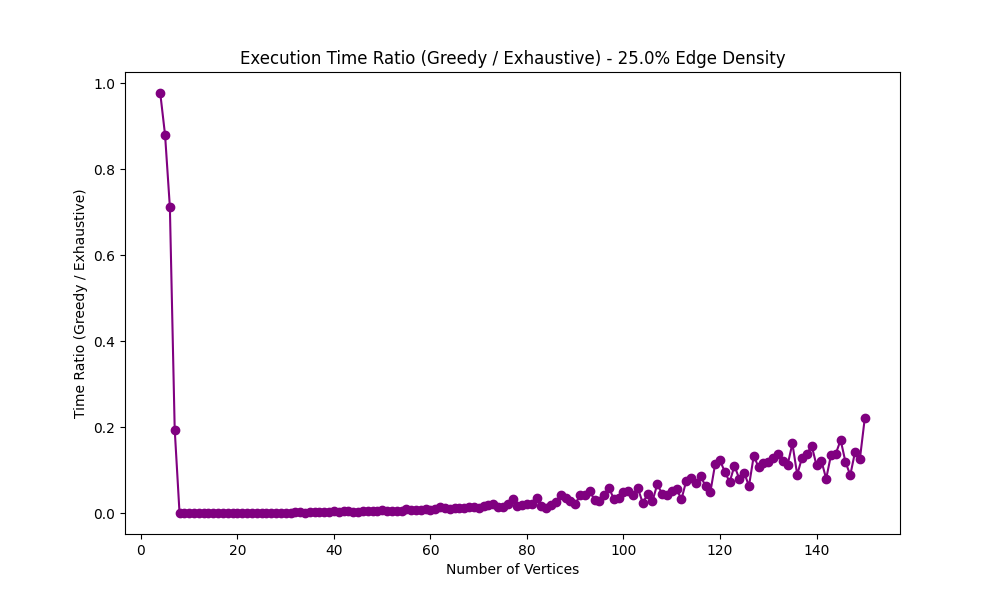 Execution Time Ratio (Greedy / Exhaustive) - 25.0% Edge Density
1.0
0.8
0.6
0.4
0.2
0.0
Time Ratio (Greedy / Exhaustive)
0 20 40 60 80 100 120 140
Number of Vertices